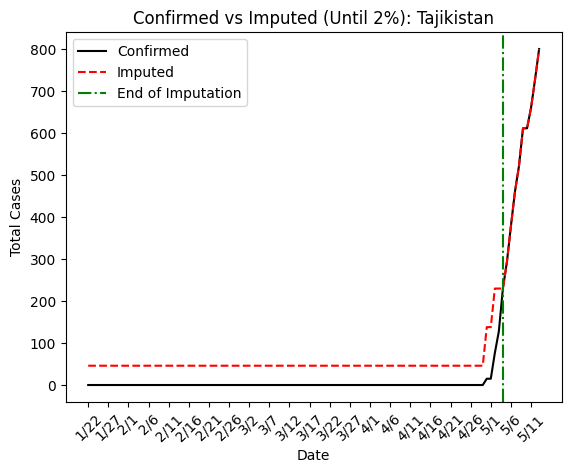 Confirmed vs Imputed (Until 2%): Tajikistan
Confirmed
Imputed
End of Imputation
Total Cases
800
700
600
500
400
300
200
100
0
1/22 1/27 2/1 2/6 2/11 2/16 2/21 2/26 3/2 3/7 3/12 3/17 3/22 3/27 4/1 4/6 4/11 4/16 4/21 4/26 5/1 5/6 5/11
Date